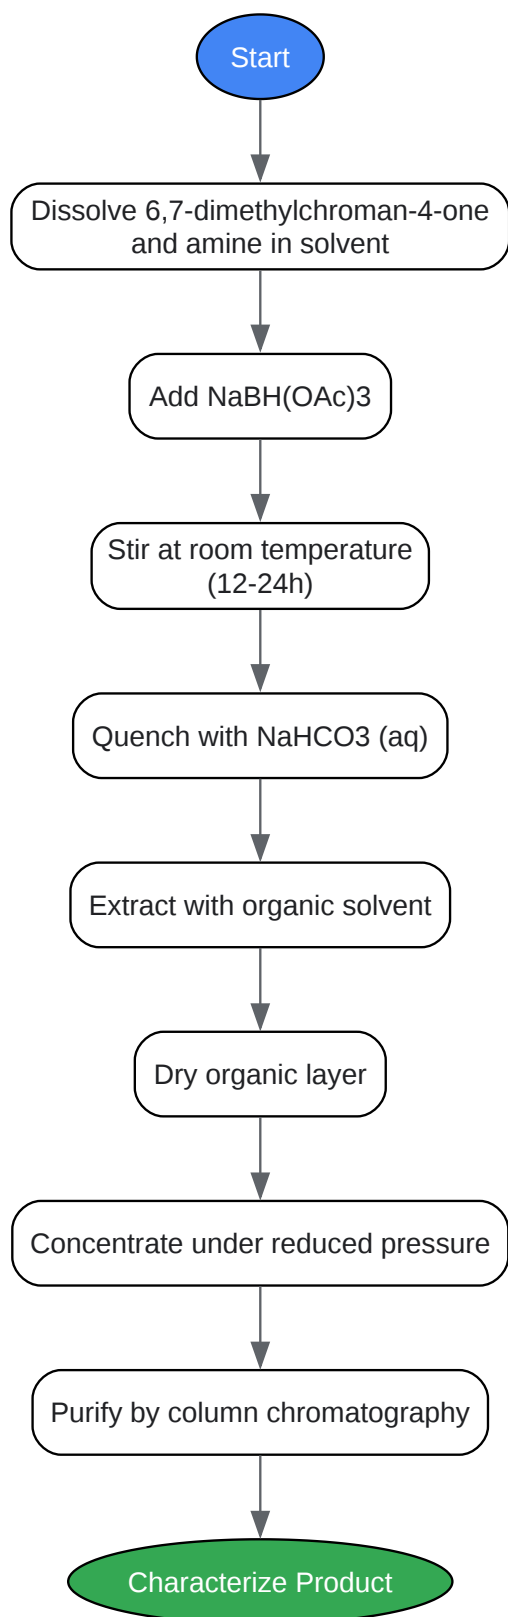 Start
Dissolve 6,7-dimethylchroman-4-one
and amine in solvent
Add NaBH(OAc)3
Stir at room temperature
(12-24h)
Quench with NaHCO3 (aq)
Extract with organic solvent
Dry organic layer
Concentrate under reduced pressure
Purify by column chromatography
Characterize Product